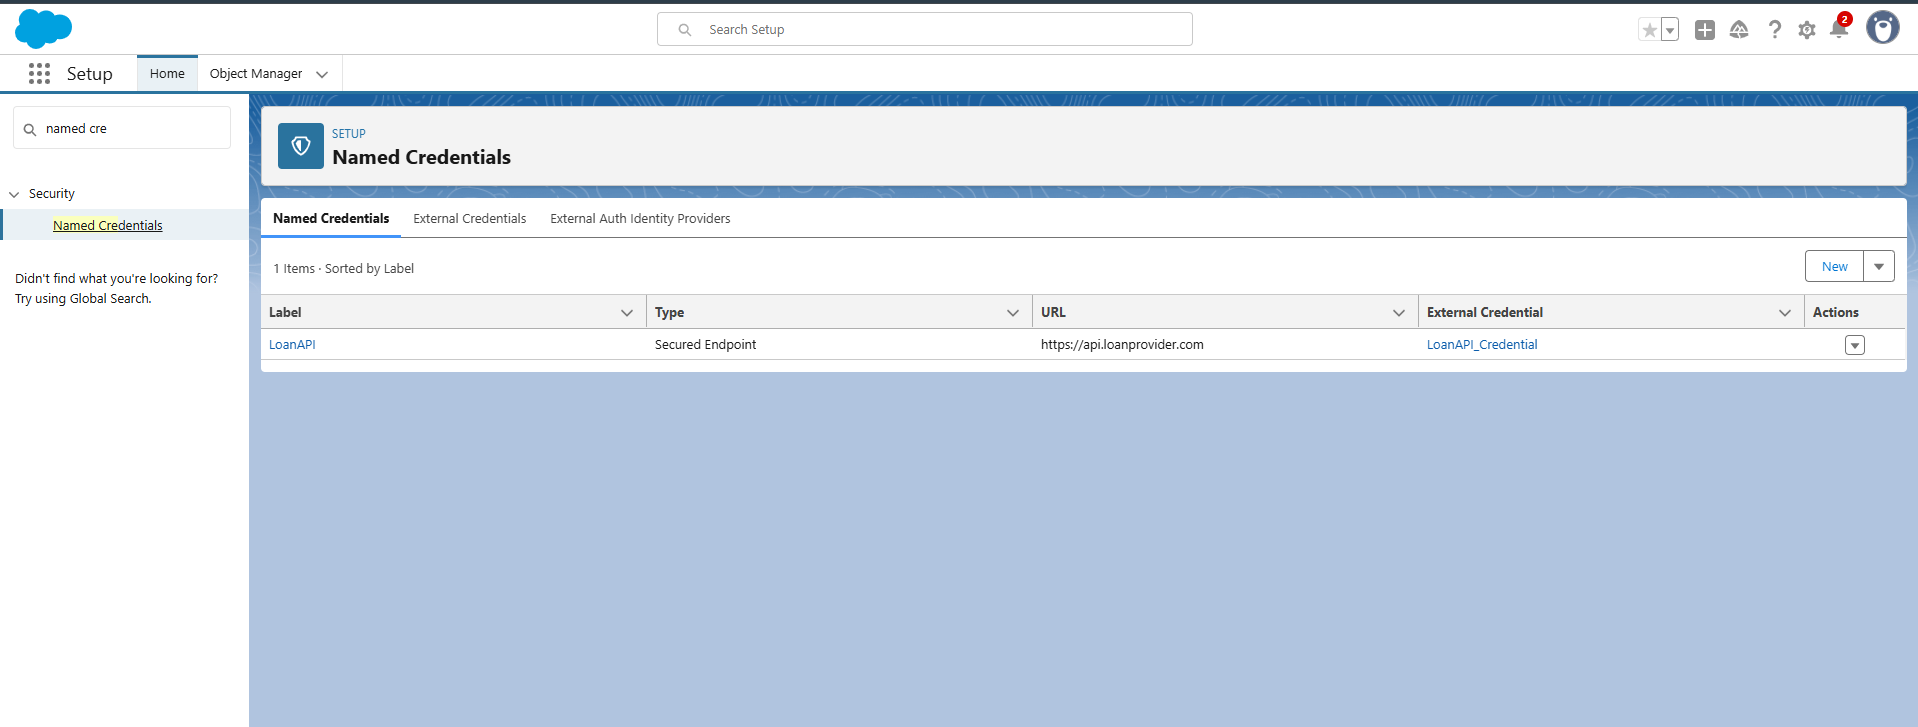 Search Setup
2
Setup
Home
Object Manager
named cre
Security
Named Credentials
Didn't find what you're looking for?
Try using Global Search.
SETUP
Named Credentials
Named Credentials External Credentials External Auth Identity Providers
1 Items · Sorted by Label
New
Label Type URL External Credential Actions
LoanAPI Secured Endpoint https://api.loanprovider.com LoanAPI_Credential